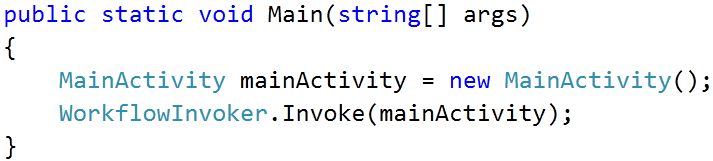 public static void Main(string[] args)
{
    MainActivity mainActivity = new MainActivity();
    WorkflowInvoker.Invoke(mainActivity);
}